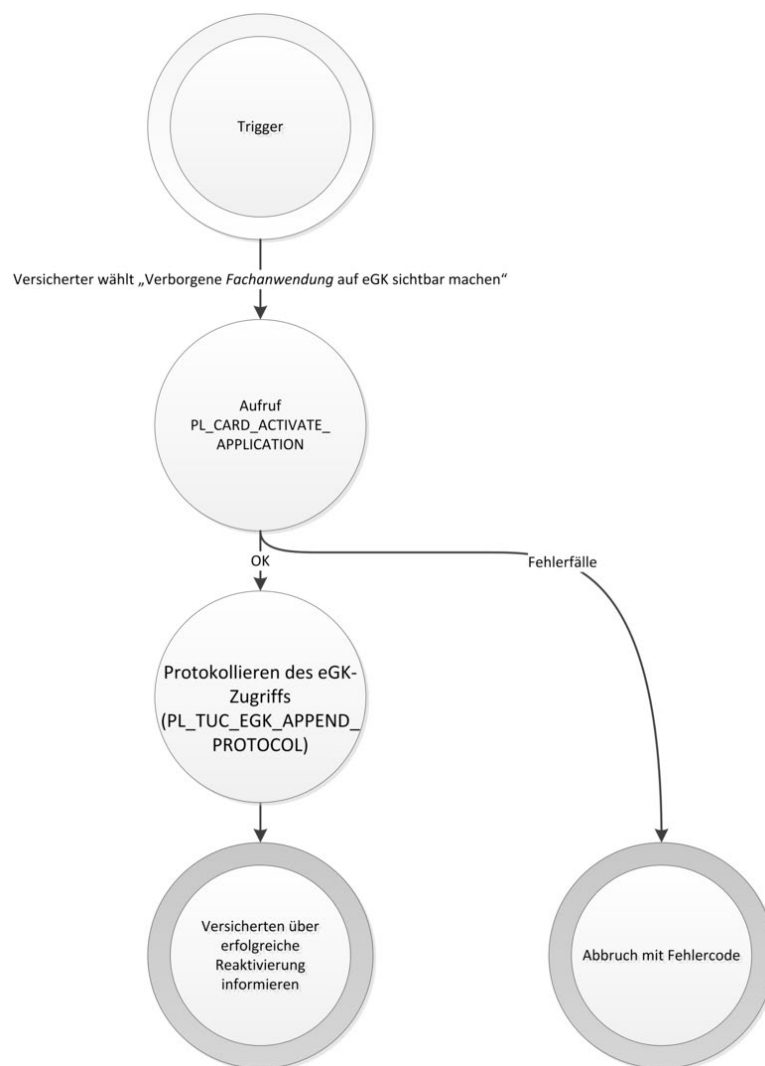 Trigger
Versicherter wählt „Verborgene Fachanwendung auf eGK sichtbar machen“
Aufruf
PL_CARD_ACTIVATE_
APPLICATION
OK
Fehlerfälle
Protokollieren des eGK-
Zugriffs
(PL_TUC_EGK_APPEND_
PROTOCOL)
Versicherten über
erfolgreiche
Reaktivierung
informieren
Abbruch mit Fehlercode